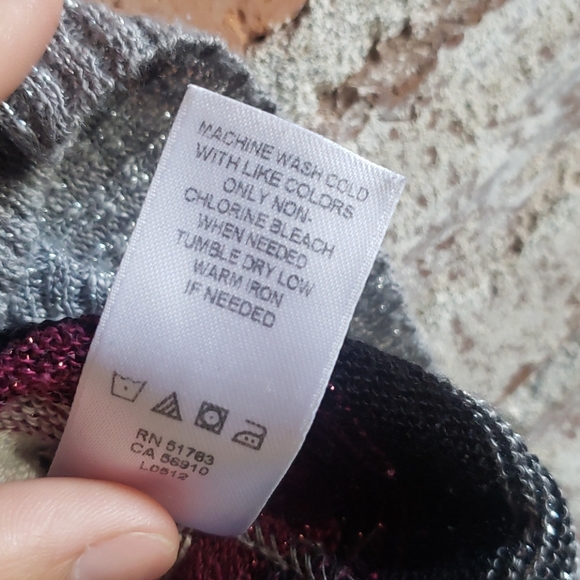 MACHINE WASH COLD
WITH LIKE COLORS
ONLY NON-
CHLORINE BLEACH
WHEN NEEDED
TUMBLE DRY LOW
WARM IRON
IF NEEDED
RN 51763
CA 56910
L0512